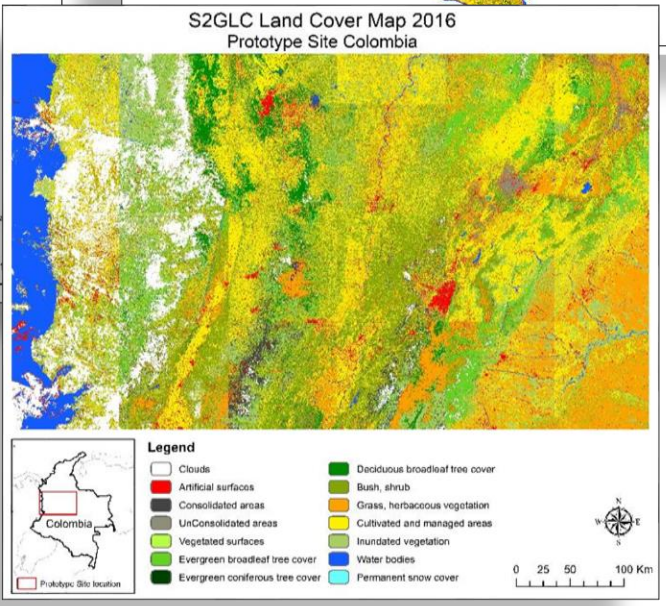 S2GLC Land Cover Map 2016
Prototype Site Colombia
Legend
Clouds
Artificial surfaces
Consolidated areas
UnConsolidated areas
Vegetated surfaces
Evergreen broadleaf tree cover
Evergreen coniferous tree cover
Deciduous broadleaf tree cover
Bush, shrub
Grass, herbaceous vegetation
Cultivated and managed areas
Inundated vegetation
Water bodies
Permanent snow cover
Colombia
Prototype Site location
N
W E
S
0 25 50 100 Km